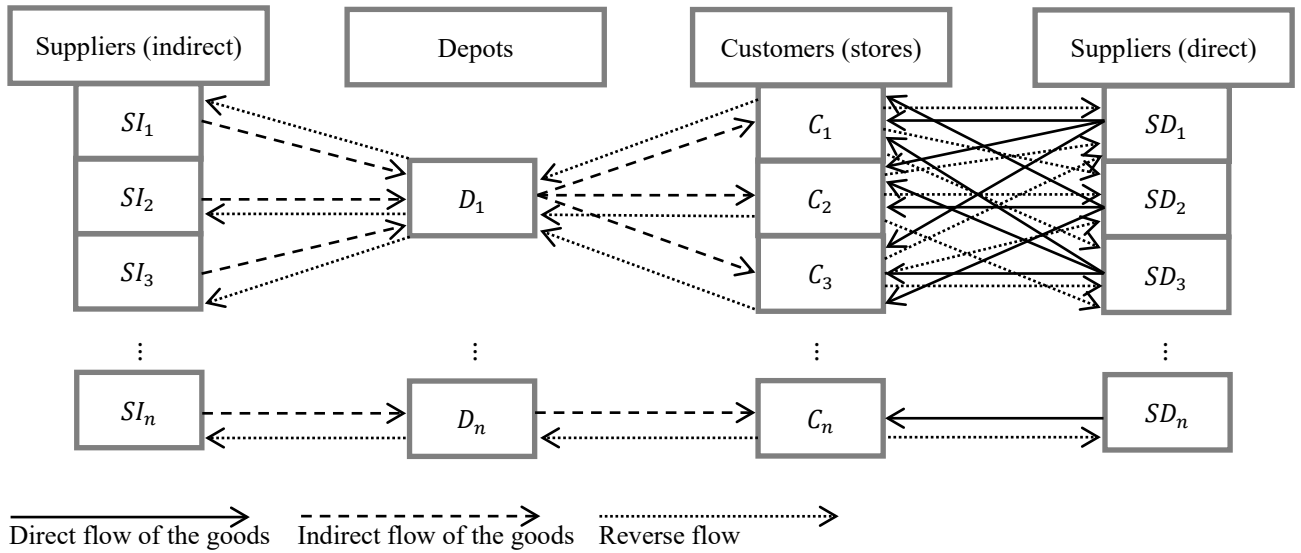 Suppliers (indirect) Depots Customers (stores) Suppliers (direct)
SI₁ C₁ SD₁
SI₂ D₁ C₂ SD₂
SI₃ C₃ SD₃
⋮ ⋮ ⋮ ⋮
SIₙ Dₙ Cₙ SDₙ
Direct flow of the goods Indirect flow of the goods Reverse flow